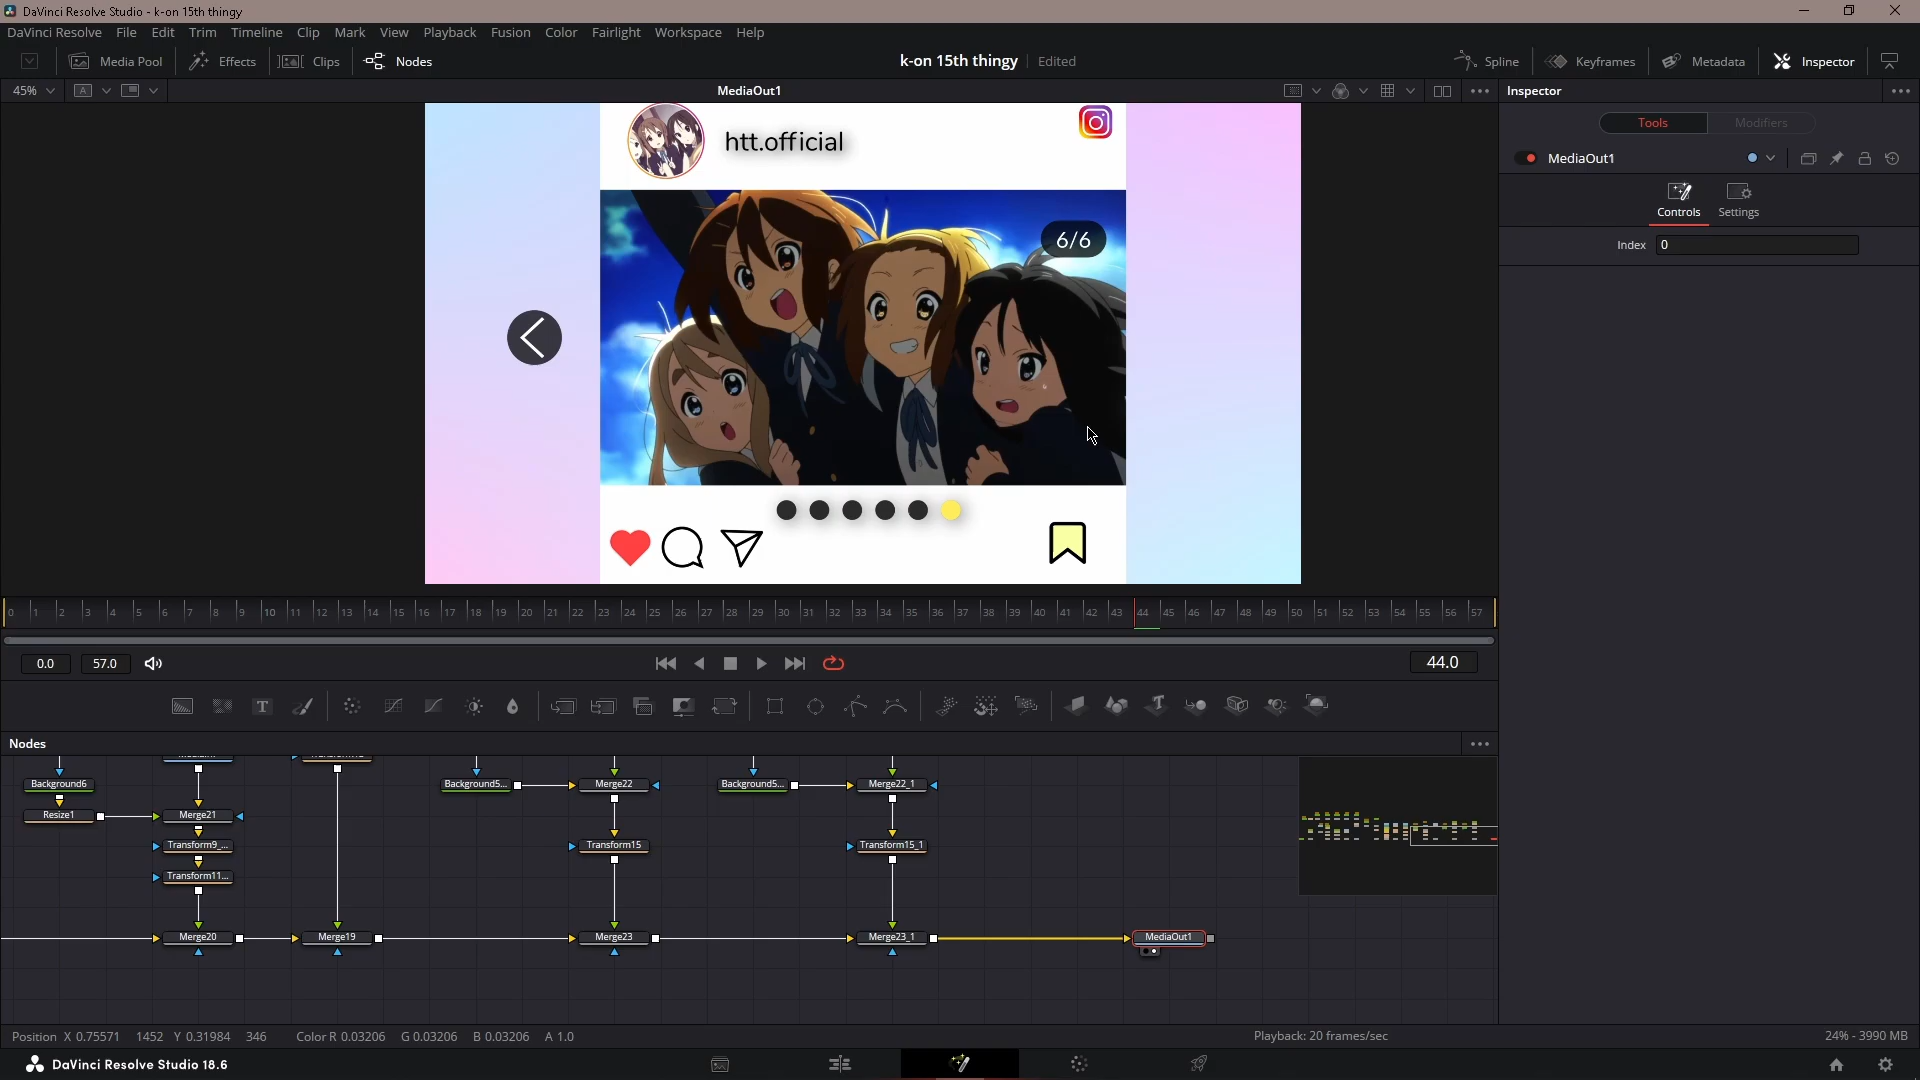 DaVinci Resolve Studio - k-on 15th thingy
DaVinci Resolve File Edit Trim Timeline Clip Mark View Playback Fusion Color Fairlight Workspace Help
Media Pool Effects Clips Nodes k-on 15th thingy Edited Spline Keyframes Metadata Inspector
45% A MediaOut1 Inspector
Tools Modifiers
MediaOut1
Controls Settings
Index 0
htt.official
6/6
0 1 2 3 4 5 6 7 8 9 10 11 12 13 14 15 16 17 18 19 20 21 22 23 24 25 26 27 28 29 30 31 32 33 34 35 36 37 38 39 40 41 42 43 44 45 46 47 48 49 50 51 52 53 54 55 56 57
0.0 57.0 44.0
T T
Nodes
Background6 Background5... Merge22 Background5... Merge22_1
Resize1 Merge21
Transform9_... Transform15 Transform15_1
Transform11...
Merge20 Merge19 Merge23 Merge23_1 MediaOut1
Position X 0.75571 1452 Y 0.31984 346 Color R 0.03206 G 0.03206 B 0.03206 A 1.0 Playback: 20 frames/sec 24% - 3990 MB
DaVinci Resolve Studio 18.6